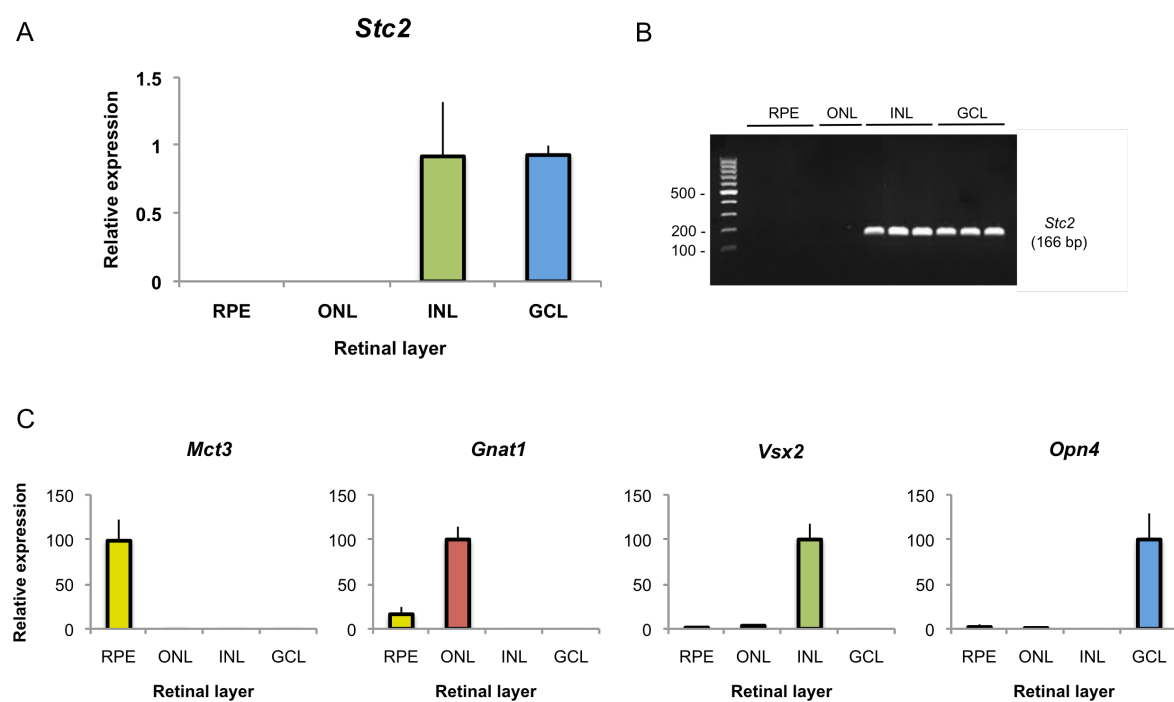 A
Stc2
Relative expression
1.5
1
0.5
0
RPE ONL INL GCL
Retinal layer
B
RPE ONL INL GCL
500 -
200 -
100 -
Stc2
(166 bp)
C
Mct3
Relative expression
150
100
50
0
RPE ONL INL GCL
Retinal layer
Gnat1
150
100
50
0
RPE ONL INL GCL
Retinal layer
Vsx2
150
100
50
0
RPE ONL INL GCL
Retinal layer
Opn4
150
100
50
0
RPE ONL INL GCL
Retinal layer